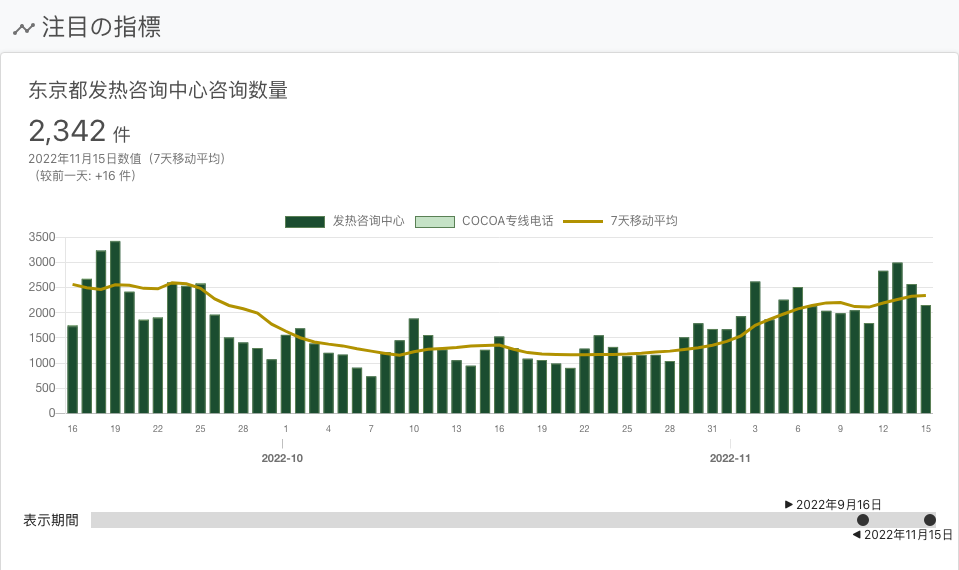 注目の指標
东京都发热咨询中心咨询数量
2,342 件
2022年11月15日数值（7天移动平均）
（较前一天: +16 件）
发热咨询中心 COCOA专线电话 7天移动平均
3500
3000
2500
2000
1500
1000
500
0
16 19 22 25 28 1 4 7 10 13 16 19 22 25 28 31 3 6 9 12 15
2022-10 2022-11
2022年9月16日
表示期間
2022年11月15日